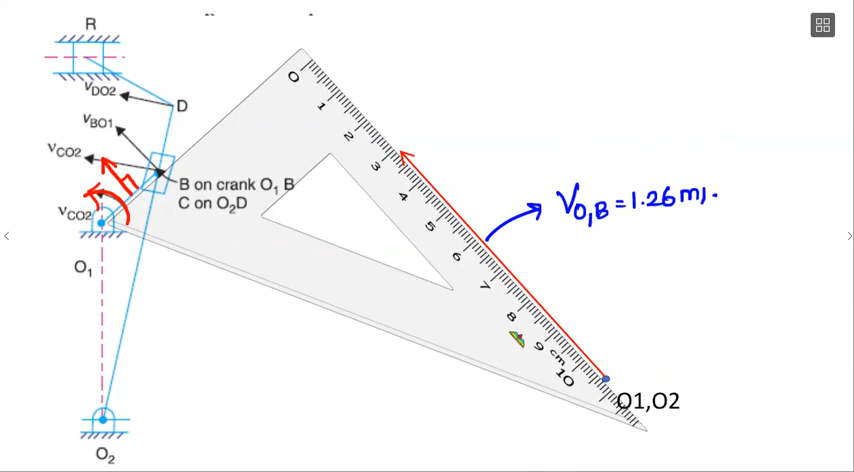 R
vDO2
D
vBO1
vCO2
B on crank O1 B
C on O2D
vCO2
O1
O2
0
1
2
3
4
5
6
7
8
9 cm
10
VO,B = 1.26 m/.
O1,O2